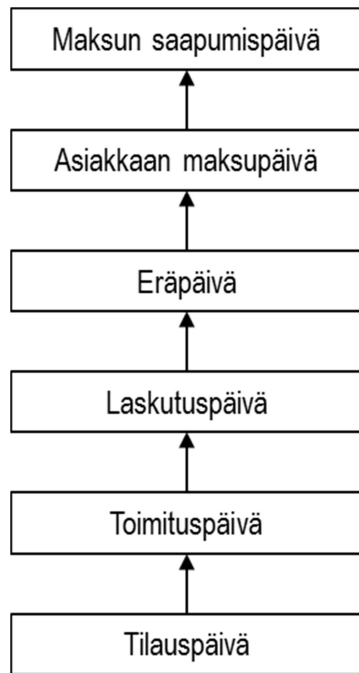 Maksun saapumispäivä
Asiakkaan maksupäivä
Eräpäivä
Laskutuspäivä
Toimituspäivä
Tilauspäivä